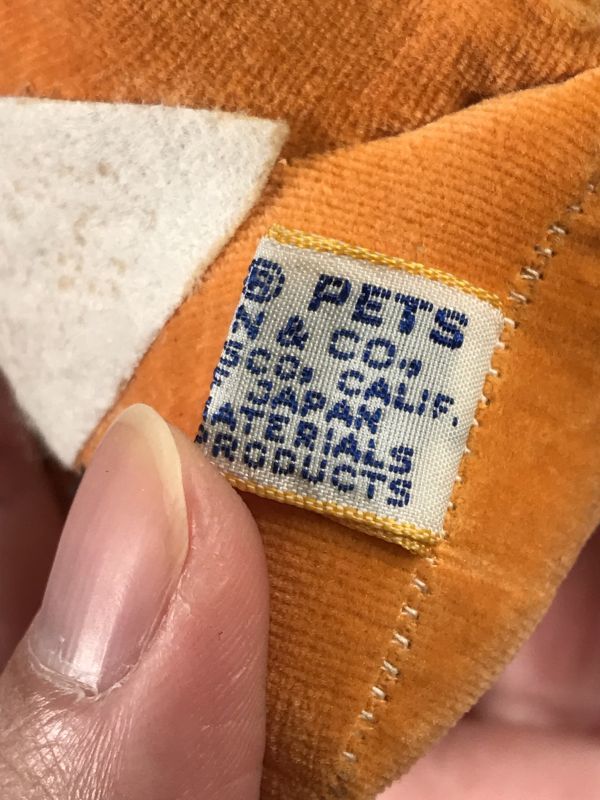 ® PETS
N & CO.,
SCO, CALIF.
JAPAN
ATERIALS
PRODUCTS